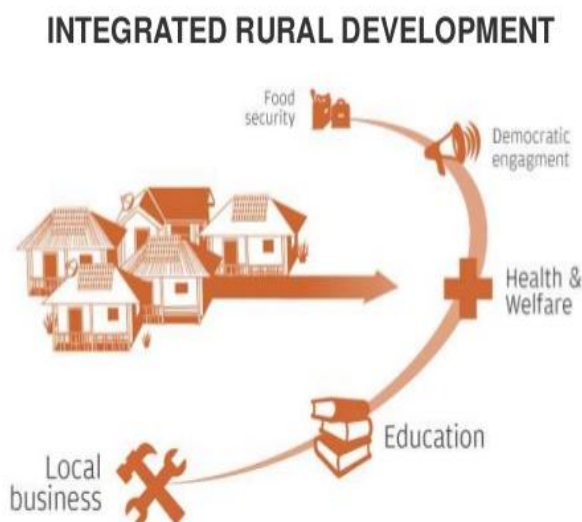 INTEGRATED RURAL DEVELOPMENT
Food
security
Democratic
engagment
Health &
Welfare
Education
Local
business